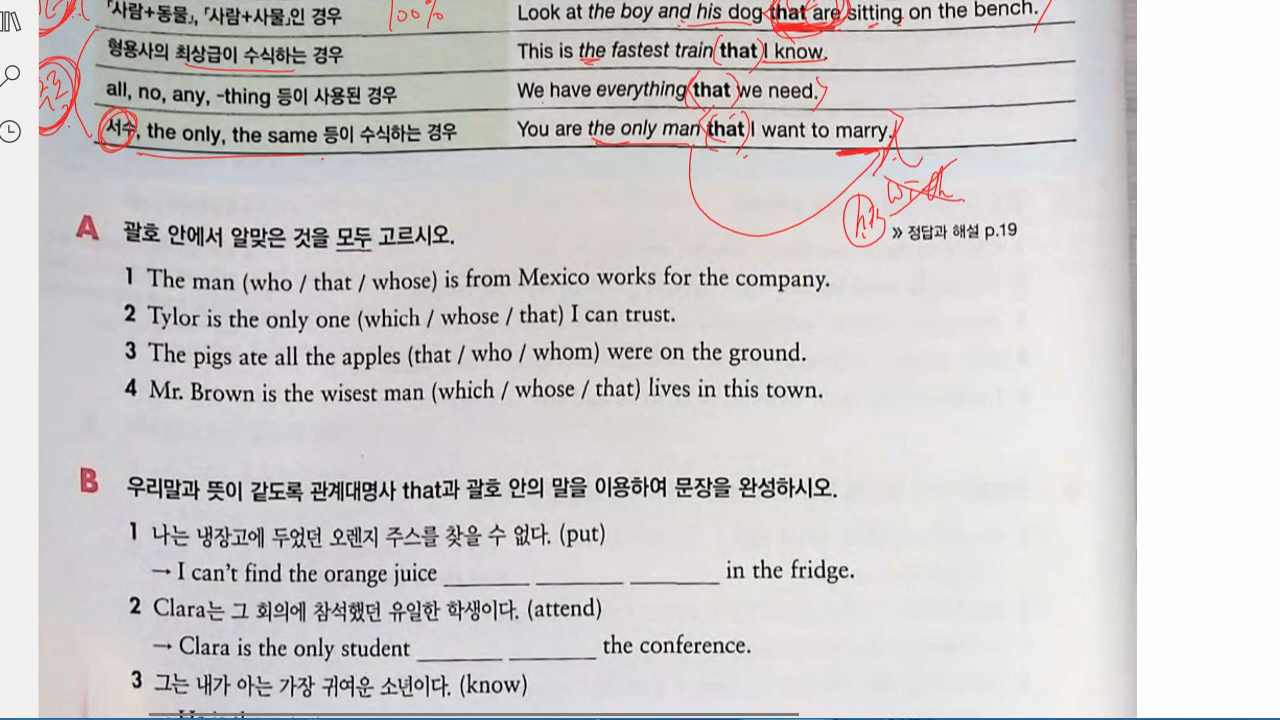 「사람+동물」, 「사람+사물」인 경우 100% Look at the boy and his dog that are sitting on the bench.
형용사의 최상급이 수식하는 경우 This is the fastest train that I know.
all, no, any, -thing 등이 사용된 경우 We have everything that we need.
서수, the only, the same 등이 수식하는 경우 You are the only man that I want to marry.
with
A 괄호 안에서 알맞은 것을 모두 고르시오. » 정답과 해설 p.19
1 The man (who / that / whose) is from Mexico works for the company.
2 Tylor is the only one (which / whose / that) I can trust.
3 The pigs ate all the apples (that / who / whom) were on the ground.
4 Mr. Brown is the wisest man (which / whose / that) lives in this town.
B 우리말과 뜻이 같도록 관계대명사 that과 괄호 안의 말을 이용하여 문장을 완성하시오.
1 나는 냉장고에 두었던 오렌지 주스를 찾을 수 없다. (put)
→ I can't find the orange juice ______ ______ ______ in the fridge.
2 Clara는 그 회의에 참석했던 유일한 학생이다. (attend)
→ Clara is the only student ______ ______ the conference.
3 그는 내가 아는 가장 귀여운 소년이다. (know)